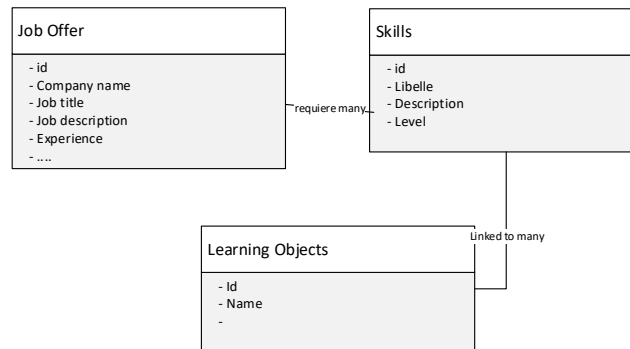 Job Offer
- id
- Company name
- Job title
- Job description
- Experience
- ....
requiere many
Skills
- id
- Libelle
- Description
- Level
Linked to many
Learning Objects
- Id
- Name
-